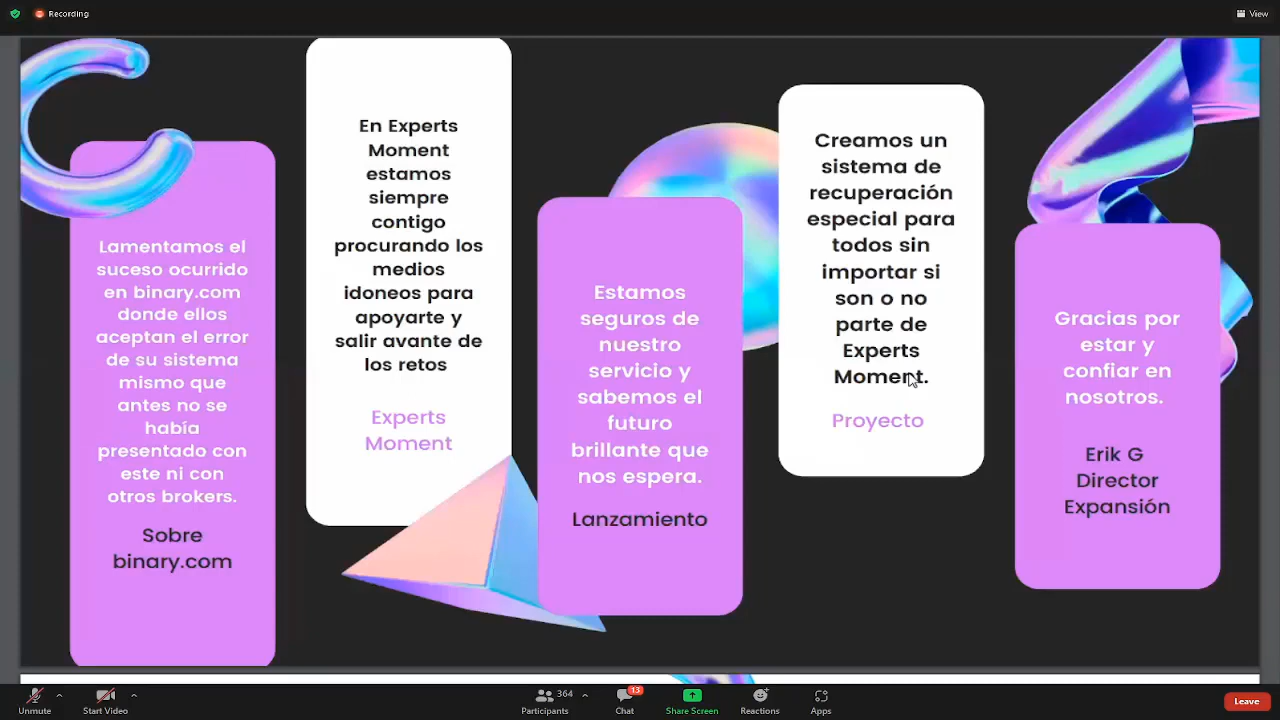 Recording
View
Lamentamos el
suceso ocurrido
en binary.com
donde ellos
aceptan el error
de su sistema
mismo que
antes no se
había
presentado con
este ni con
otros brokers.
Sobre
binary.com
En Experts
Moment
estamos
siempre
contigo
procurando los
medios
idoneos para
apoyarte y
salir avante de
los retos
Experts
Moment
Estamos
seguros de
nuestro
servicio y
sabemos el
futuro
brillante que
nos espera.
Lanzamiento
Creamos un
sistema de
recuperación
especial para
todos sin
importar si
son o no
parte de
Experts
Moment.
Proyecto
Gracias por
estar y
confiar en
nosotros.
Erik G
Director
Expansión
Unmute
Start Video
364
Participants
13
Chat
Share Screen
Reactions
Apps
Leave